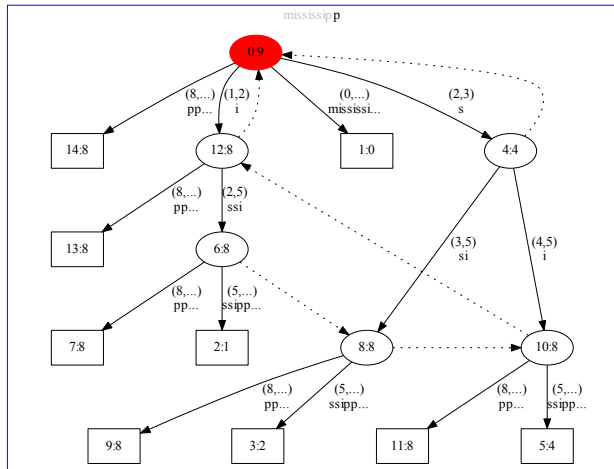 mississipp
0:9
(8,...)
pp...
(1,2)
i
(0,...)
mississi...
(2,3)
s
14:8
12:8
1:0
4:4
(8,...)
pp...
(2,5)
ssi
(3,5)
si
(4,5)
i
13:8
6:8
(8,...)
pp...
(5,...)
ssipp...
7:8
2:1
8:8
10:8
(8,...)
pp...
(5,...)
ssipp...
(8,...)
pp...
(5,...)
ssipp...
9:8
3:2
11:8
5:4